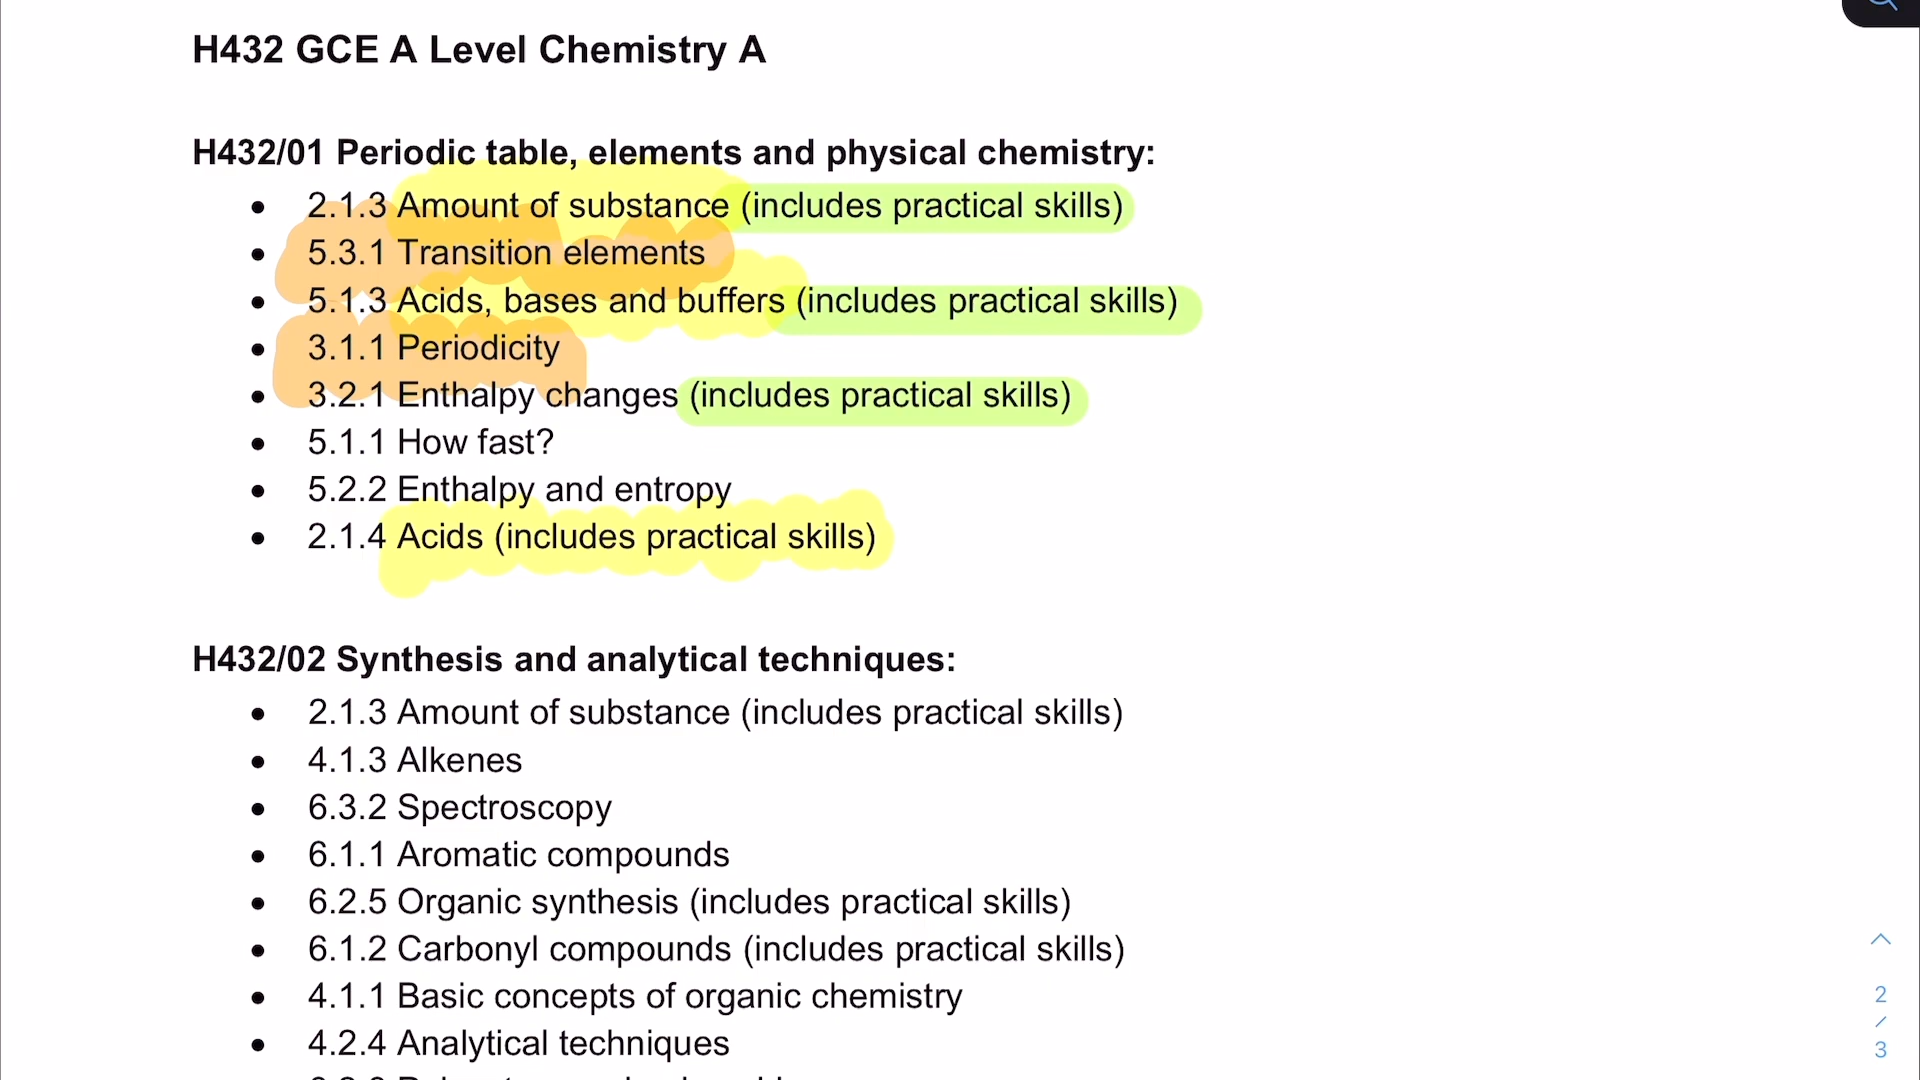 H432 GCE A Level Chemistry A
H432/01 Periodic table, elements and physical chemistry:
• 2.1.3 Amount of substance (includes practical skills)
• 5.3.1 Transition elements
• 5.1.3 Acids, bases and buffers (includes practical skills)
• 3.1.1 Periodicity
• 3.2.1 Enthalpy changes (includes practical skills)
• 5.1.1 How fast?
• 5.2.2 Enthalpy and entropy
• 2.1.4 Acids (includes practical skills)
H432/02 Synthesis and analytical techniques:
• 2.1.3 Amount of substance (includes practical skills)
• 4.1.3 Alkenes
• 6.3.2 Spectroscopy
• 6.1.1 Aromatic compounds
• 6.2.5 Organic synthesis (includes practical skills)
• 6.1.2 Carbonyl compounds (includes practical skills)
• 4.1.1 Basic concepts of organic chemistry
• 4.2.4 Analytical techniques
2
/
3